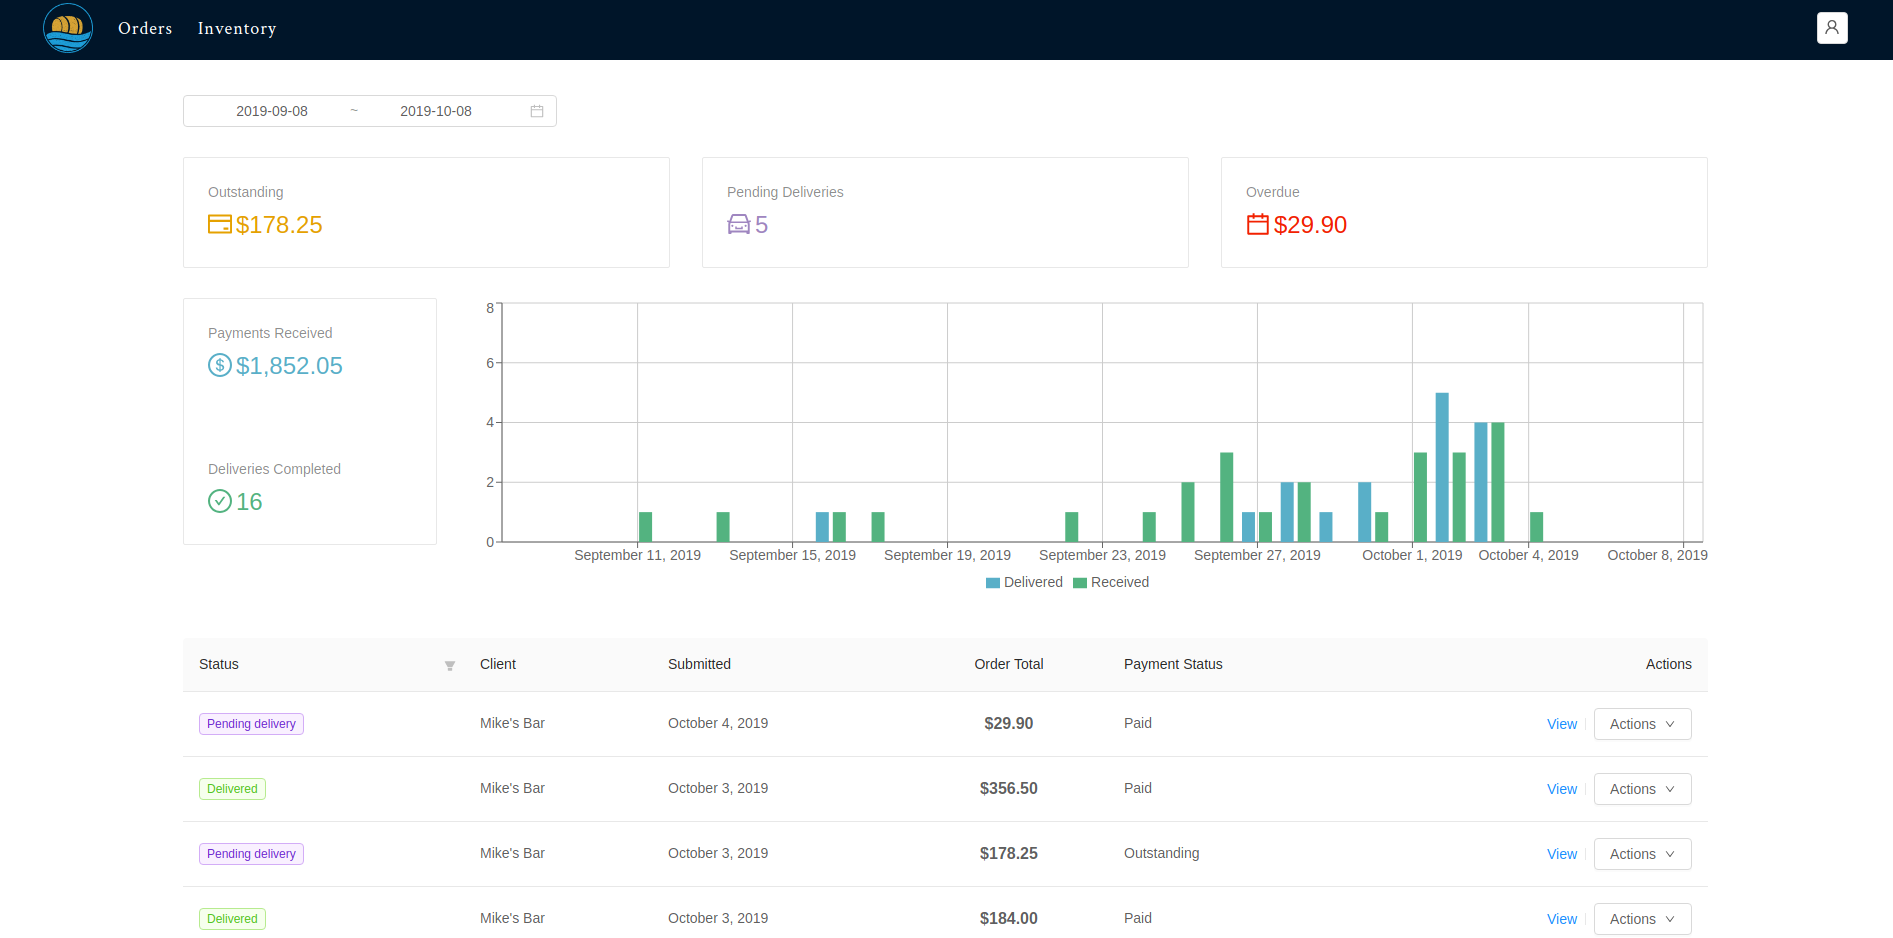 Orders Inventory
2019-09-08 ~ 2019-10-08
Outstanding
$178.25
Pending Deliveries
5
Overdue
$29.90
Payments Received
$1,852.05
Deliveries Completed
16
8
6
4
2
0
September 11, 2019 September 15, 2019 September 19, 2019 September 23, 2019 September 27, 2019 October 1, 2019 October 4, 2019 October 8, 2019
Delivered Received
Status Client Submitted Order Total Payment Status Actions
Pending delivery Mike's Bar October 4, 2019 $29.90 Paid View Actions
Delivered Mike's Bar October 3, 2019 $356.50 Paid View Actions
Pending delivery Mike's Bar October 3, 2019 $178.25 Outstanding View Actions
Delivered Mike's Bar October 3, 2019 $184.00 Paid View Actions